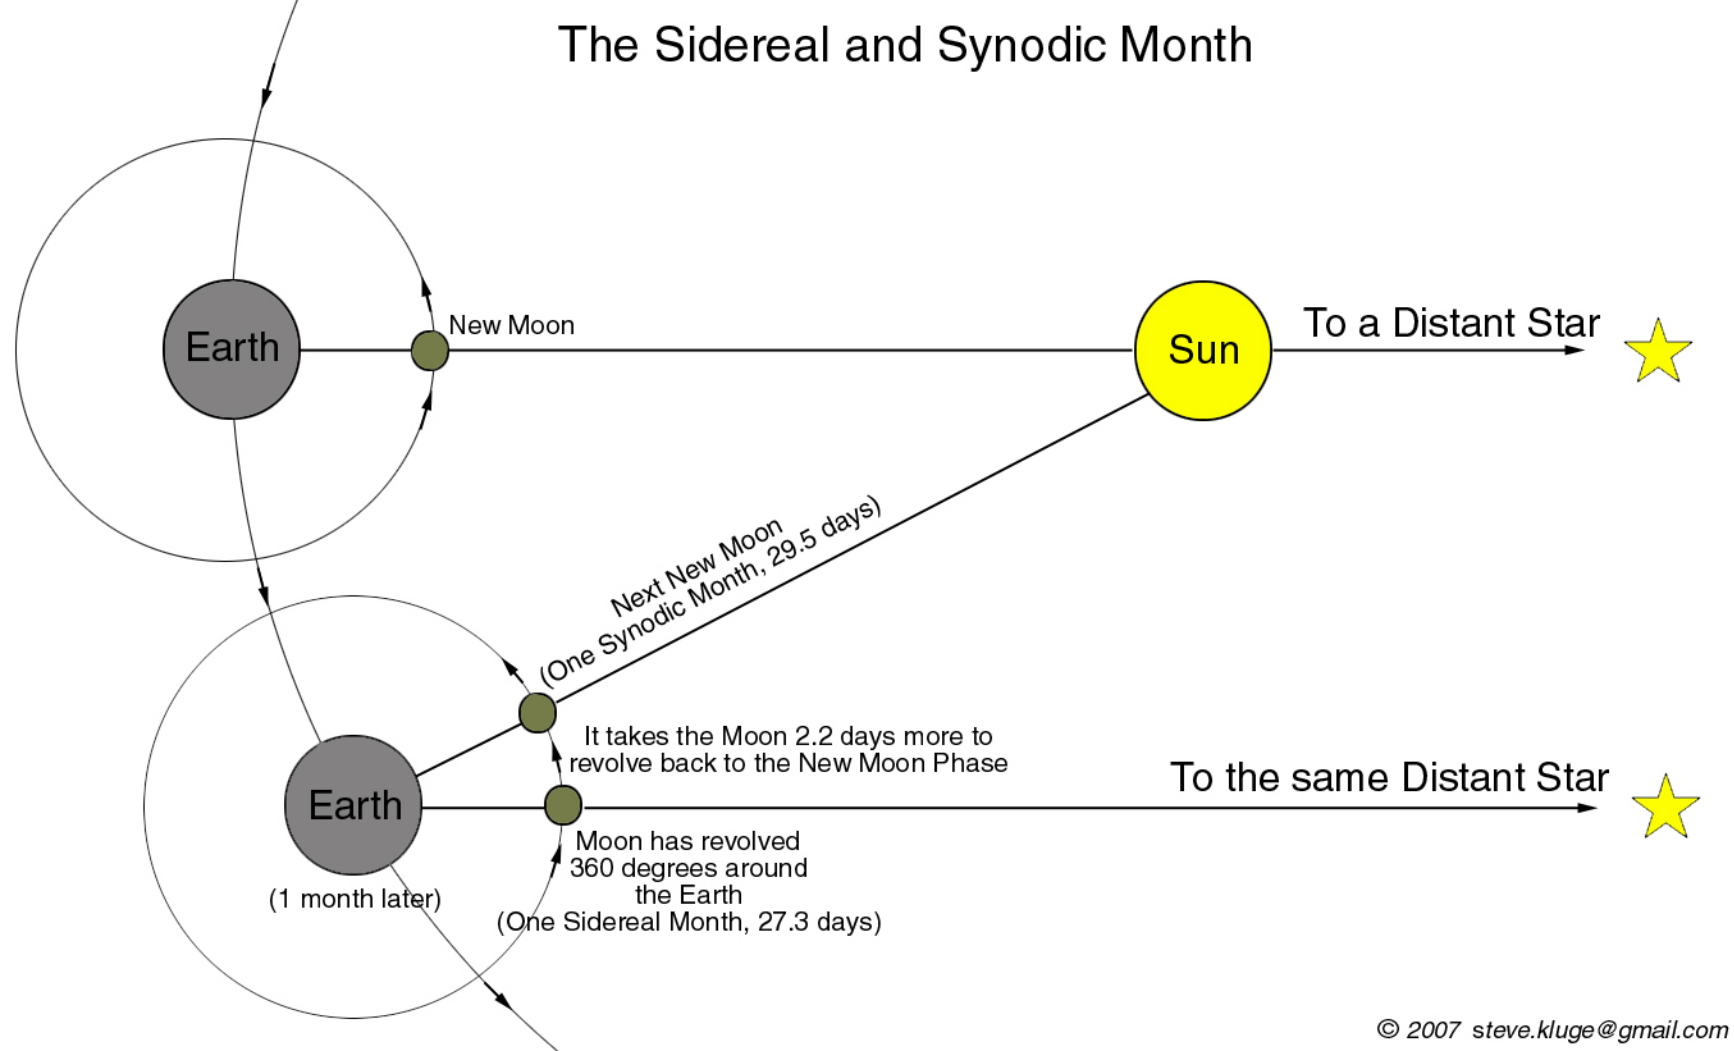 The Sidereal and Synodic Month
Earth
New Moon
Sun
To a Distant Star
Next New Moon
(One Synodic Month, 29.5 days)
It takes the Moon 2.2 days more to
revolve back to the New Moon Phase
To the same Distant Star
Earth
(1 month later)
Moon has revolved
360 degrees around
the Earth
(One Sidereal Month, 27.3 days)
© 2007 steve.kluge@gmail.com